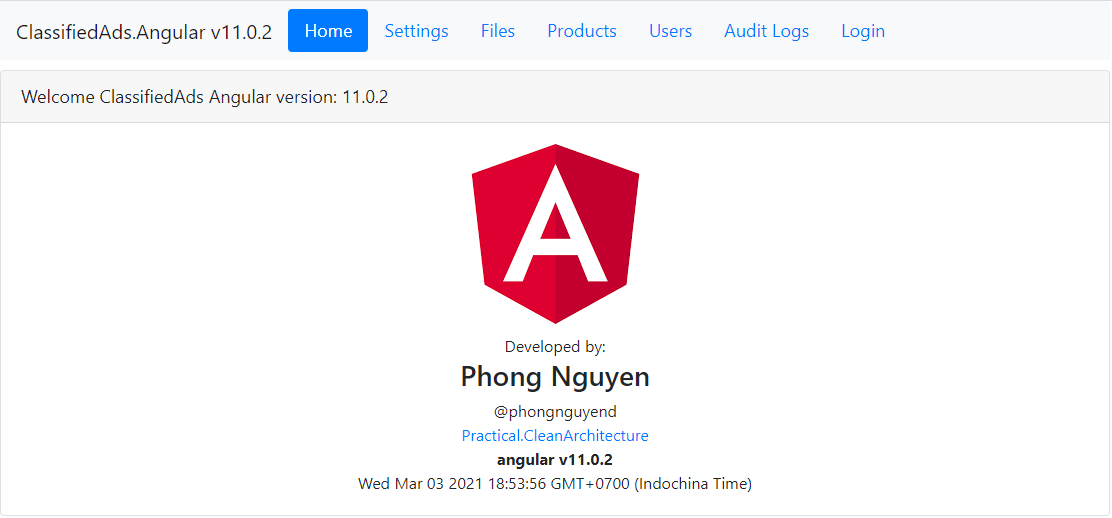 ClassifiedAds.Angular v11.0.2 Home Settings Files Products Users Audit Logs Login
Welcome ClassifiedAds Angular version: 11.0.2
A
Developed by:
Phong Nguyen
@phongnguyend
Practical.CleanArchitecture
angular v11.0.2
Wed Mar 03 2021 18:53:56 GMT+0700 (Indochina Time)